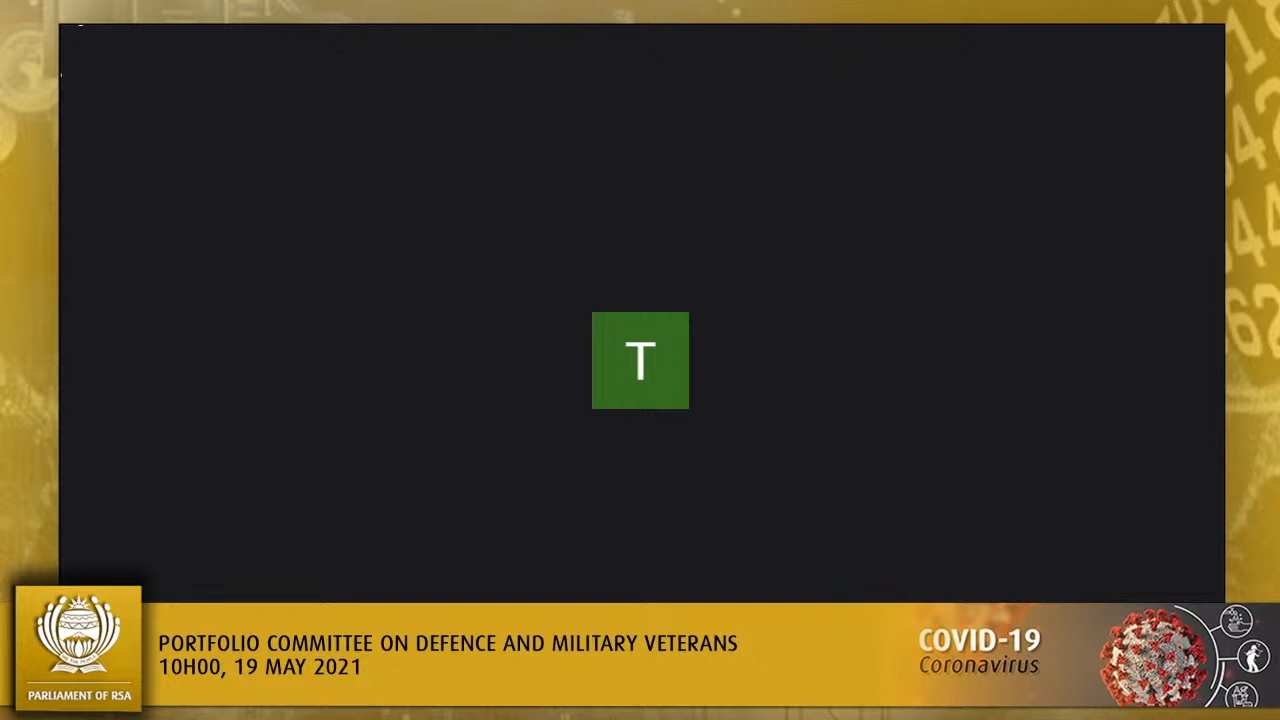 T
PORTFOLIO COMMITTEE ON DEFENCE AND MILITARY VETERANS
10H00, 19 MAY 2021
PARLIAMENT OF RSA
COVID-19
Coronavirus